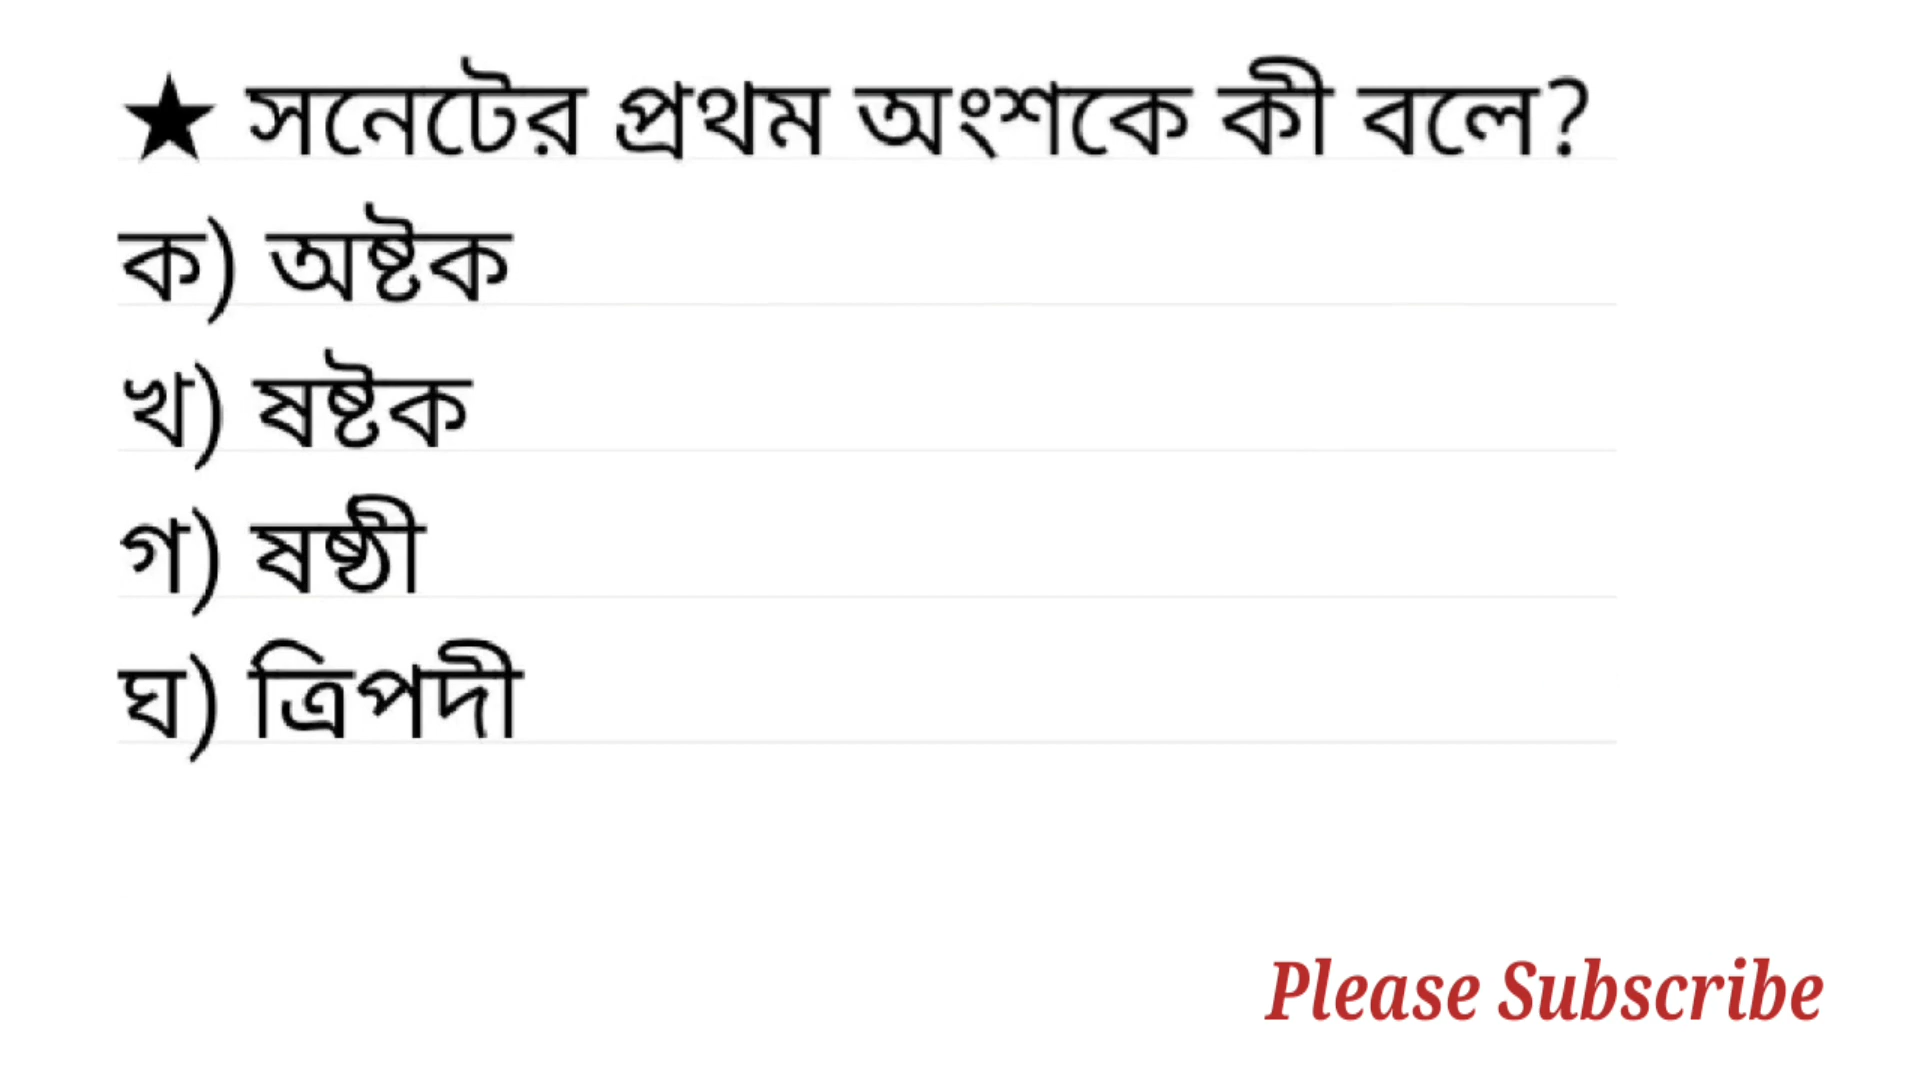 ★ সনেটের প্রথম অংশকে কী বলে?
ক) অষ্টক
খ) ষষ্টক
গ) ষষ্ঠী
ঘ) ত্রিপদী
Please Subscribe